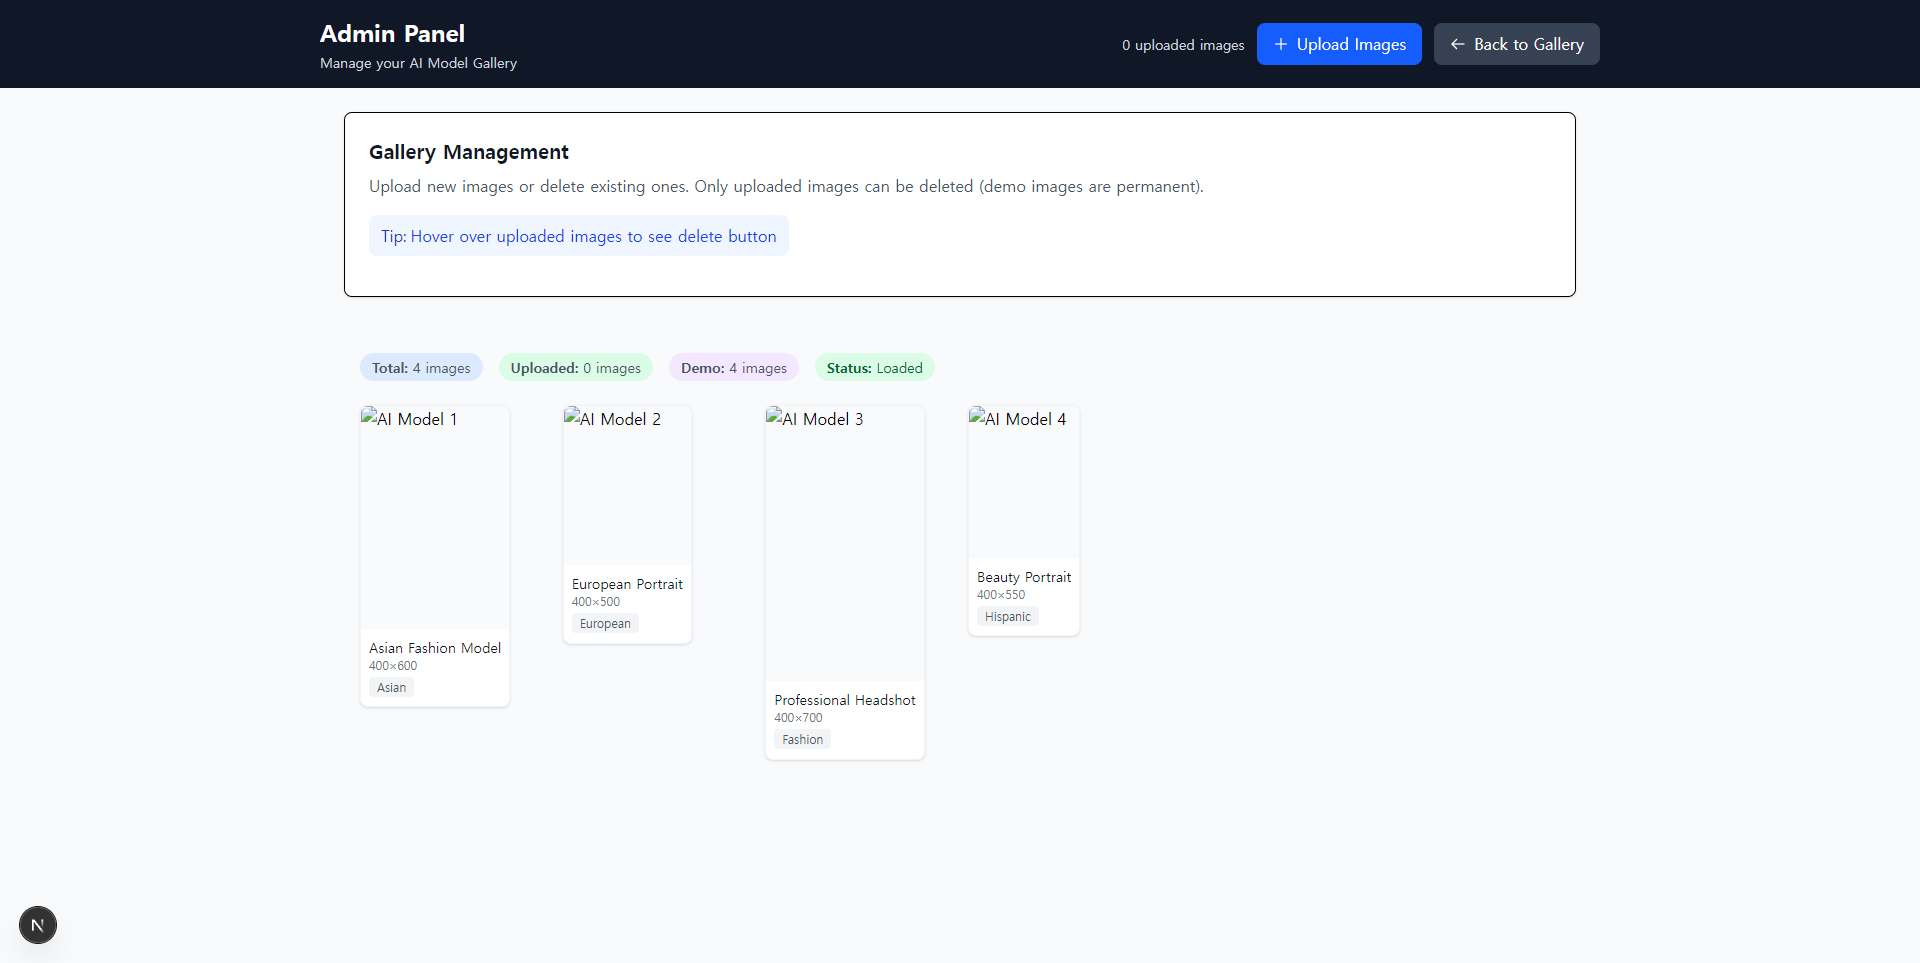 Admin Panel
Manage your AI Model Gallery
0 uploaded images
+ Upload Images
← Back to Gallery
Gallery Management
Upload new images or delete existing ones. Only uploaded images can be deleted (demo images are permanent).
Tip: Hover over uploaded images to see delete button
Total: 4 images
Uploaded: 0 images
Demo: 4 images
Status: Loaded
AI Model 1
Asian Fashion Model
400×600
Asian
AI Model 2
European Portrait
400×500
European
AI Model 3
Professional Headshot
400×700
Fashion
AI Model 4
Beauty Portrait
400×550
Hispanic
N